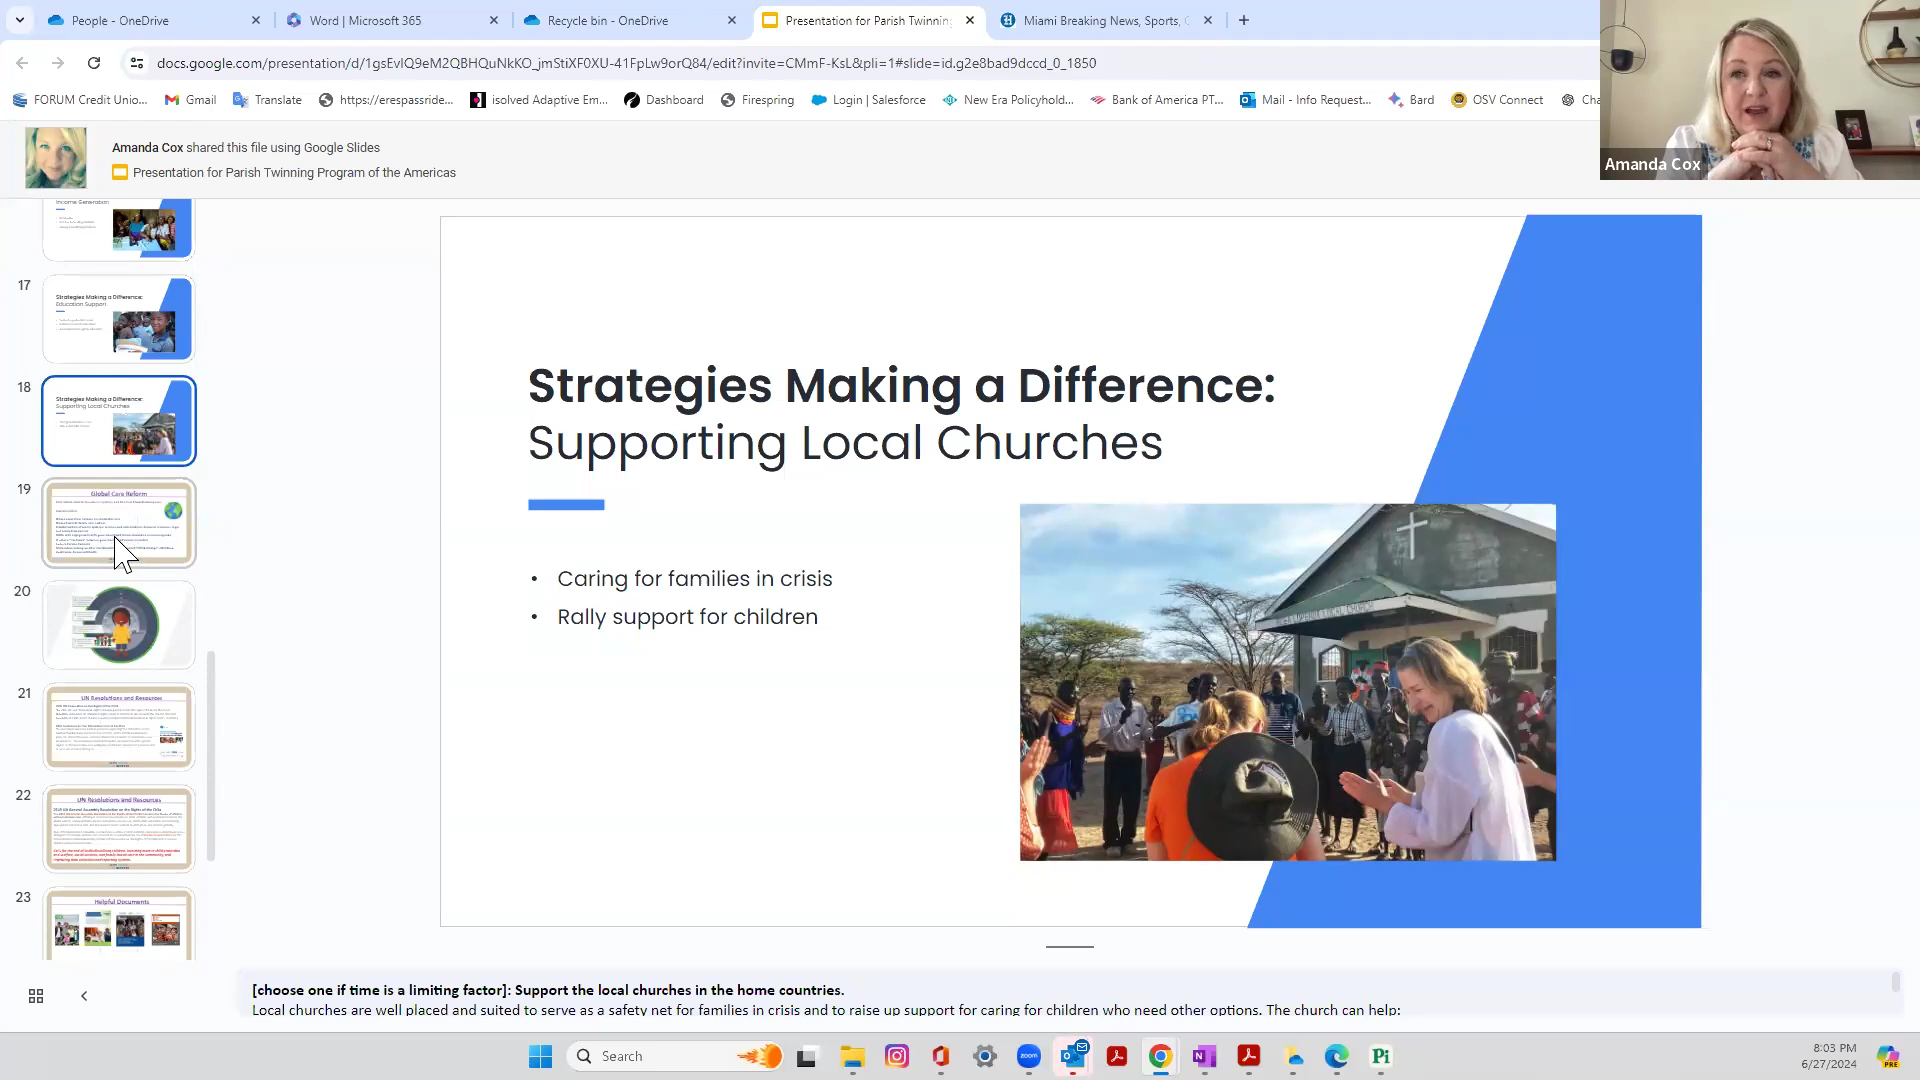 People - OneDrive
Word | Microsoft 365
Recycle bin - OneDrive
Presentation for Parish Twinning
Miami Breaking News, Sports,
docs.google.com/presentation/d/1gsEvlQ9eM2QBHQuNkKO_jmStiXF0XU-41FpLw9orQ84/edit?invite=CMmF-KsL&pli=1#slide=id.g2e8bad9dccd_0_1850
FORUM Credit Unio...
Gmail
Translate
https://erespassride...
isolved Adaptive Em...
Dashboard
Firespring
Login | Salesforce
New Era Policyhold...
Bank of America PT...
Mail - Info Request...
Bard
OSV Connect
Cha
Amanda Cox shared this file using Google Slides
Presentation for Parish Twinning Program of the Americas
Amanda Cox
Income Generation
17
Strategies Making a Difference:
Education Support
18
Strategies Making a Difference:
Supporting Local Churches
19
Global Care Reform
20
21
UN Resolutions and Resources
22
UN Resolutions and Resources
23
Helpful Documents
Strategies Making a Difference:
Supporting Local Churches
• Caring for families in crisis
• Rally support for children
[choose one if time is a limiting factor]: Support the local churches in the home countries.
Local churches are well placed and suited to serve as a safety net for families in crisis and to raise up support for caring for children who need other options. The church can help:
Search
zoom
8:03 PM
6/27/2024
PRE